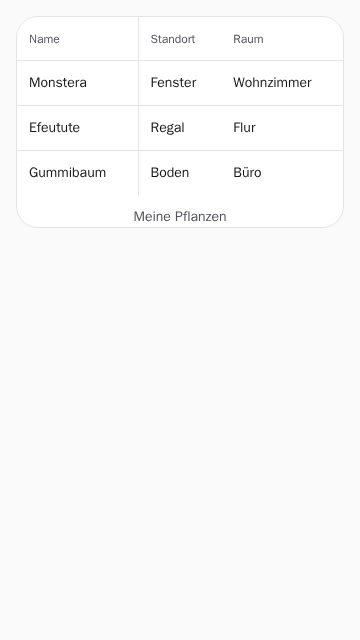 Name Standort Raum
Monstera Fenster Wohnzimmer
Efeutute Regal Flur
Gummibaum Boden Büro
Meine Pflanzen